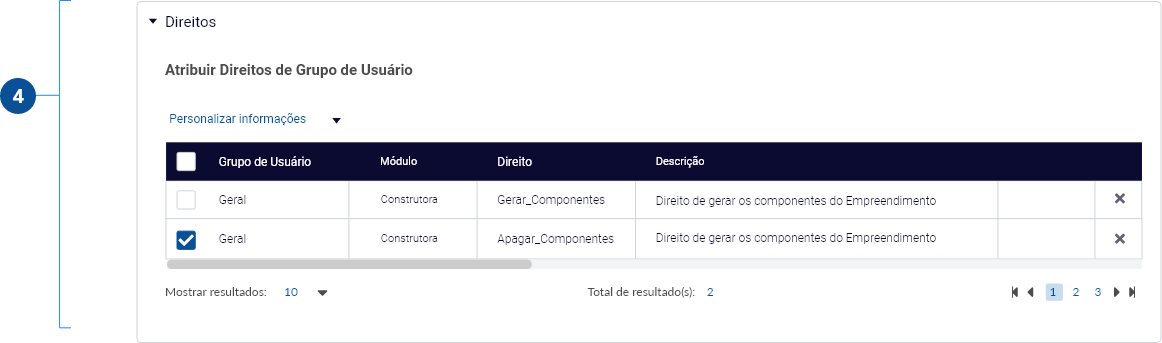 Direitos
Atribuir Direitos de Grupo de Usuário
4
Personalizar informações
Grupo de Usuário Módulo Direito Descrição
Geral Construtora Gerar_Componentes Direito de gerar os componentes do Empreendimento
Geral Construtora Apagar_Componentes Direito de gerar os componentes do Empreendimento
Mostrar resultados: 10 Total de resultado(s): 2 1 2 3